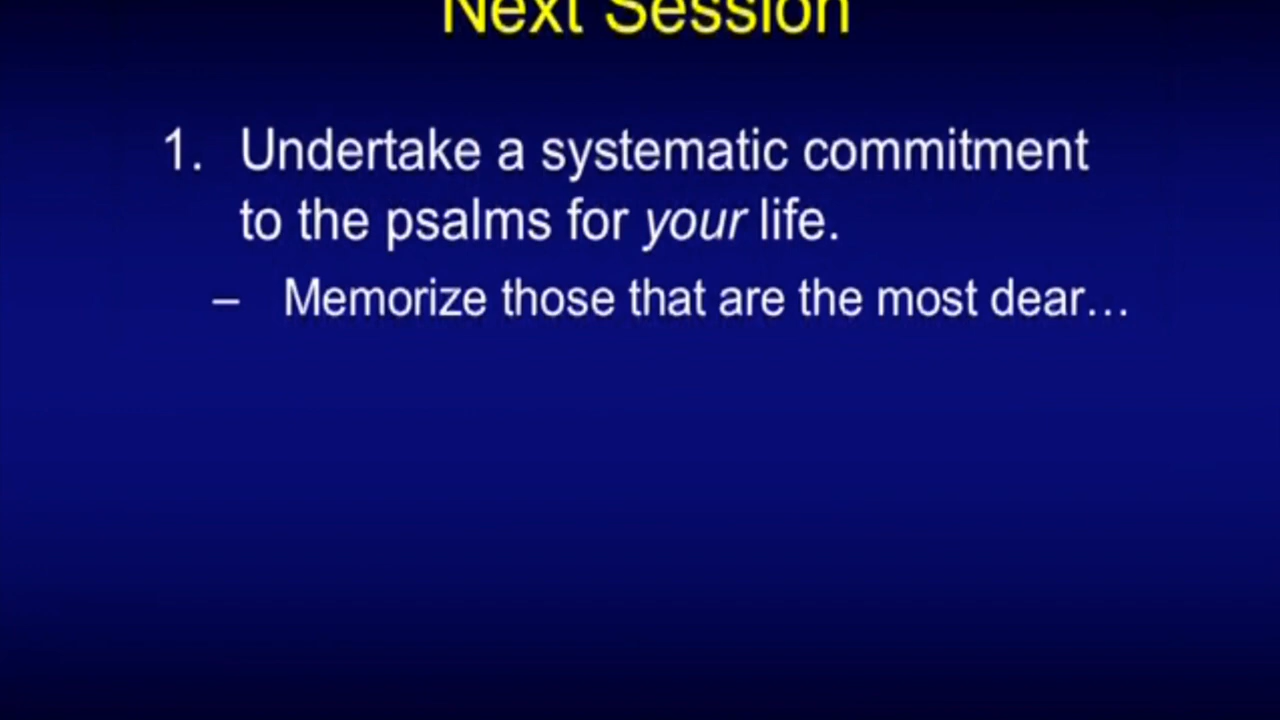 Next Session
1. Undertake a systematic commitment
to the psalms for your life.
– Memorize those that are the most dear…